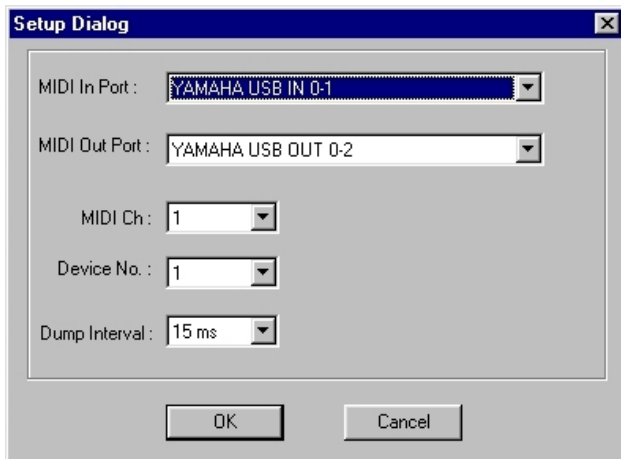 Setup Dialog
MIDI In Port : YAMAHA USB IN 0-1
MIDI Out Port : YAMAHA USB OUT 0-2
MIDI Ch : 1
Device No. : 1
Dump Interval : 15 ms
OK Cancel